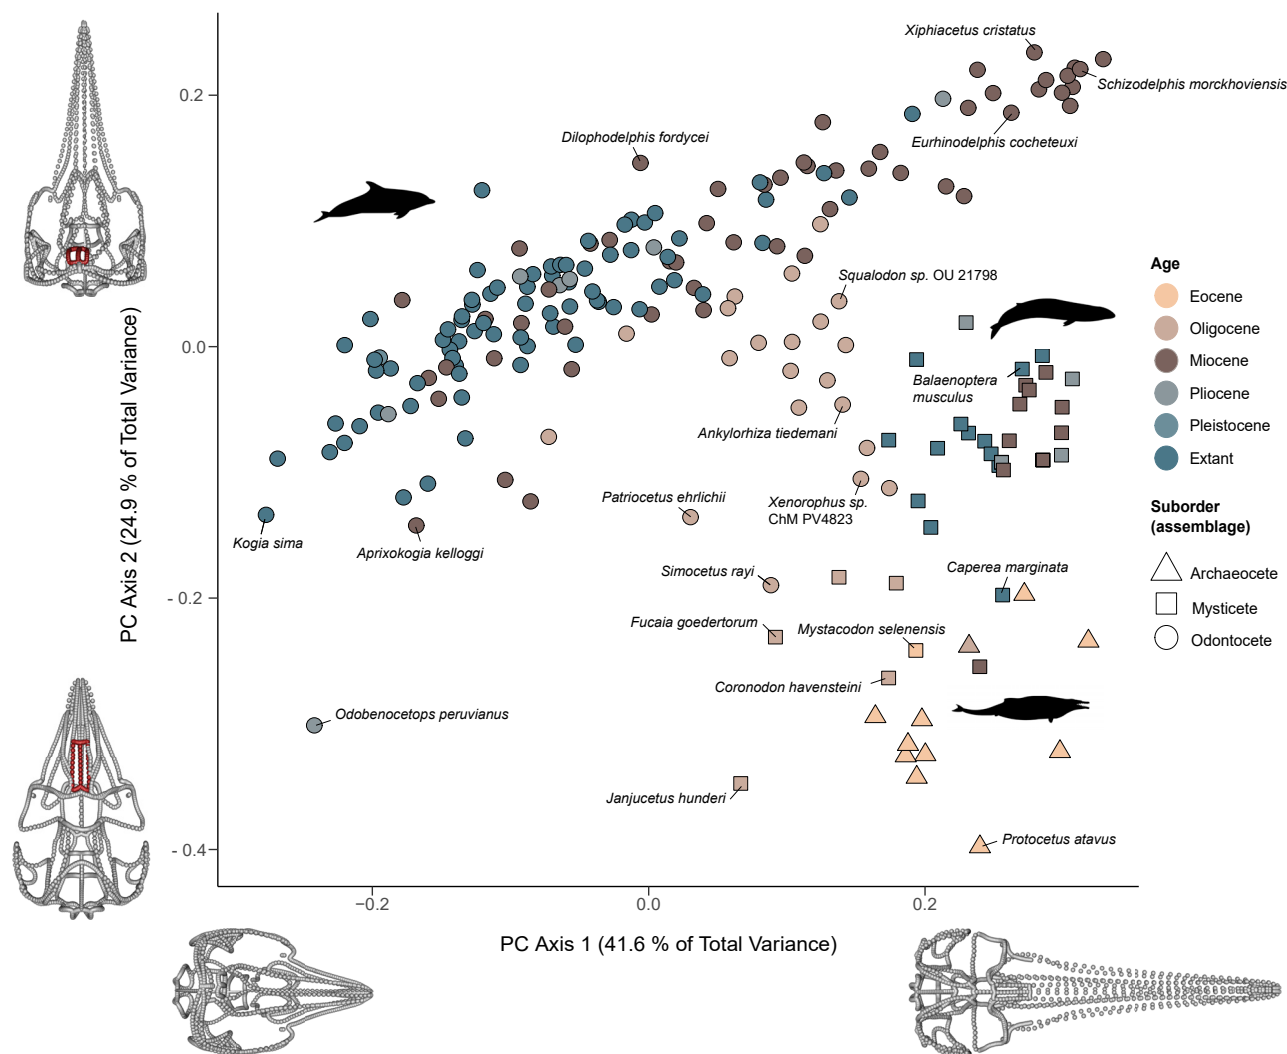 Xiphiacetus cristatus
Schizodelphis morckhoviensis
0.2
Dilophodelphis fordycei
Eurhinodelphis cocheteuxi
Age
Squalodon sp. OU 21798
Eocene
Oligocene
0.0
Miocene
Balaenoptera
musculus
Pliocene
Pleistocene
Ankylorhiza tiedemani
Extant
PC Axis 2 (24.9 % of Total Variance)
Patriocetus ehrlichii
Xenorophus sp.
ChM PV4823
Suborder
(assemblage)
Kogia sima
Aprixokogia kelloggi
Simocetus rayi
Caperea marginata
Archaeocete
- 0.2
Mysticete
Fucaia goedertorum
Mystacodon selenensis
Odontocete
Coronodon havensteini
Odobenocetops peruvianus
Janjucetus hunderi
Protocetus atavus
- 0.4
−0.2
0.0
0.2
PC Axis 1 (41.6 % of Total Variance)